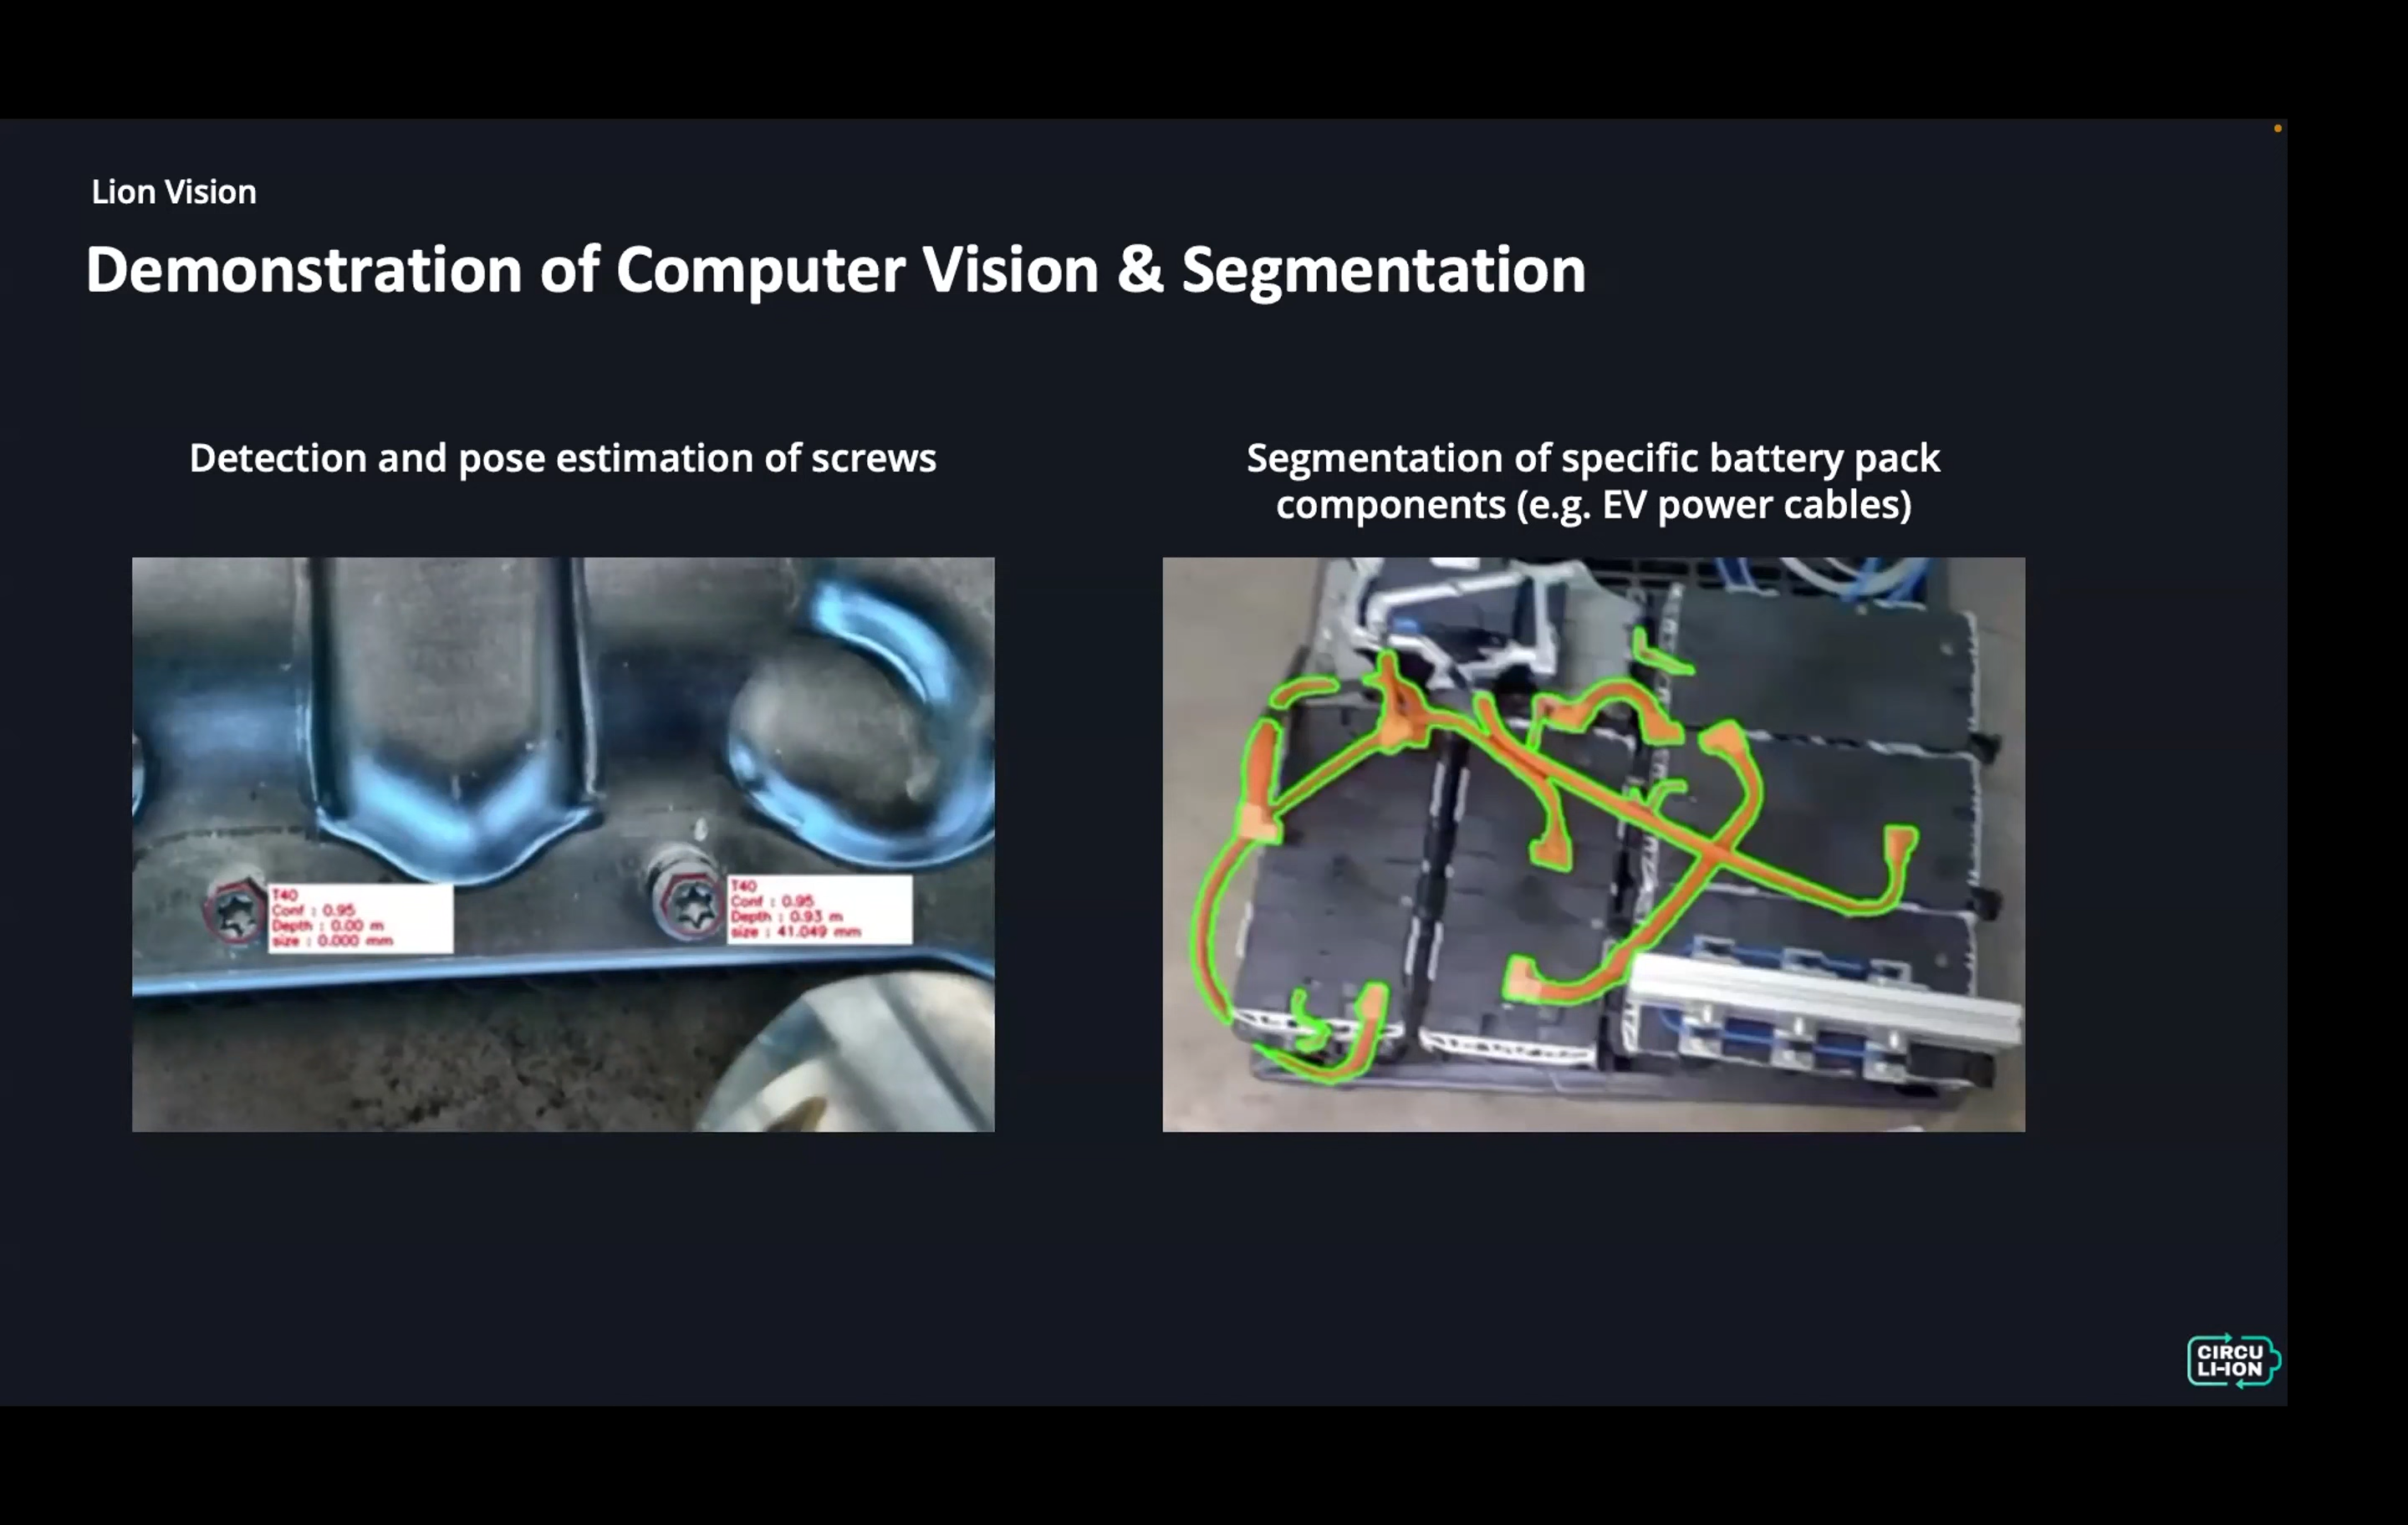 Lion Vision
Demonstration of Computer Vision & Segmentation
Detection and pose estimation of screws
Segmentation of specific battery pack
components (e.g. EV power cables)
T40
Conf : 0.95
Depth : 0.00 m
size : 0.000 mm
T40
Conf : 0.95
Depth : 0.93 m
size : 41.049 mm
CIRCU
LI-ION